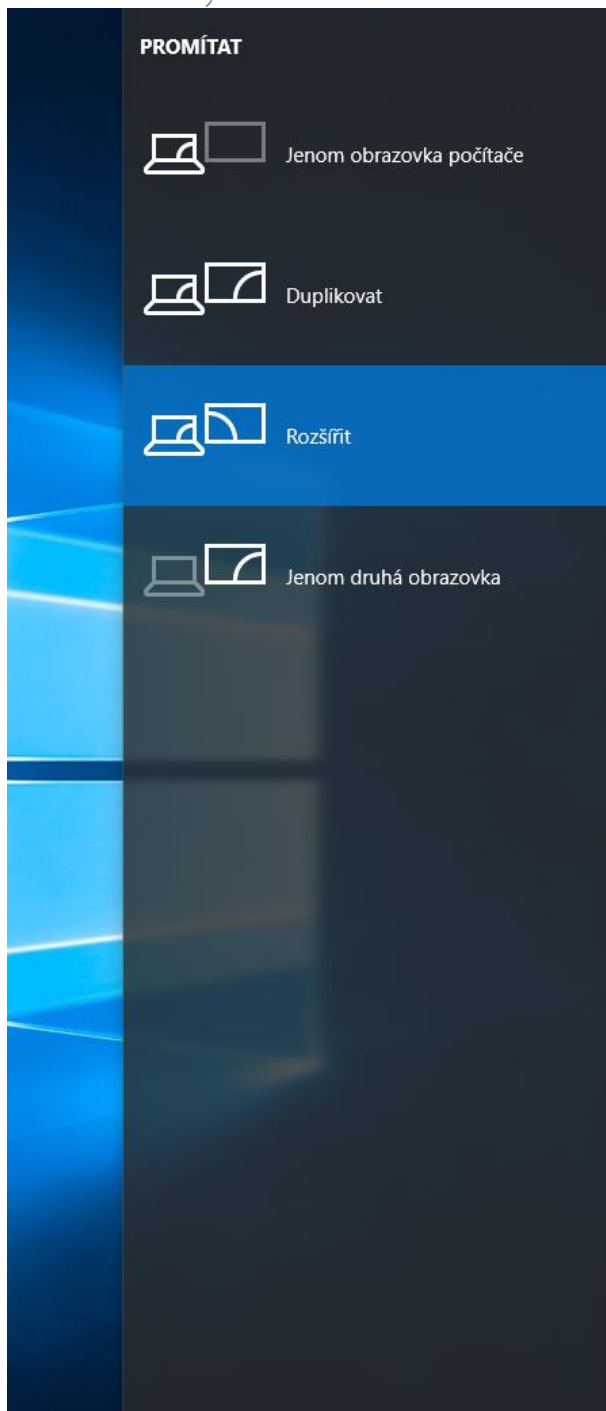 PROMÍTAT
Jenom obrazovka počítače
Duplikovat
Rozšířit
Jenom druhá obrazovka